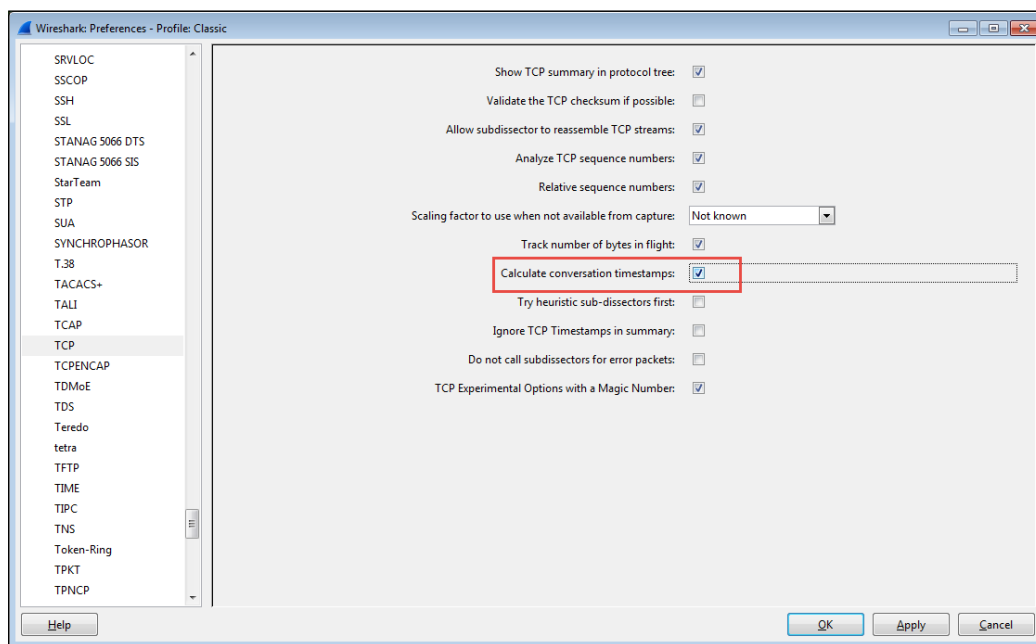 Wireshark: Preferences - Profile: Classic
SRVLOC
SSCOP
SSH
SSL
STANAG 5066 DTS
STANAG 5066 SIS
StarTeam
STP
SUA
SYNCHROPHASOR
T.38
TACACS+
TALI
TCAP
TCP
TCPENCAP
TDMoE
TDS
Teredo
tetra
TFTP
TIME
TIPC
TNS
Token-Ring
TPKT
TPNCP
Show TCP summary in protocol tree:
Validate the TCP checksum if possible:
Allow subdissector to reassemble TCP streams:
Analyze TCP sequence numbers:
Relative sequence numbers:
Scaling factor to use when not available from capture: Not known
Track number of bytes in flight:
Calculate conversation timestamps:
Try heuristic sub-dissectors first:
Ignore TCP Timestamps in summary:
Do not call subdissectors for error packets:
TCP Experimental Options with a Magic Number:
Help OK Apply Cancel